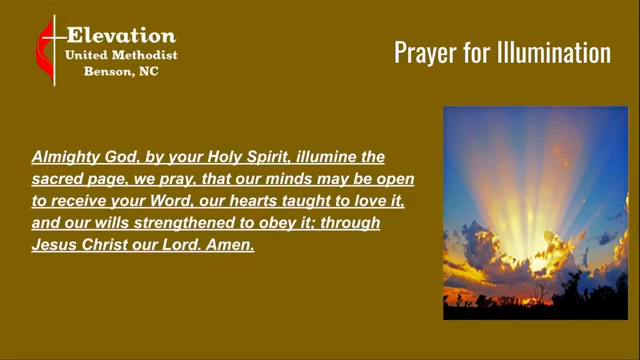 Elevation
United Methodist
Benson, NC
Prayer for Illumination
Almighty God, by your Holy Spirit, illumine the
sacred page, we pray, that our minds may be open
to receive your Word, our hearts taught to love it,
and our wills strengthened to obey it; through
Jesus Christ our Lord. Amen.